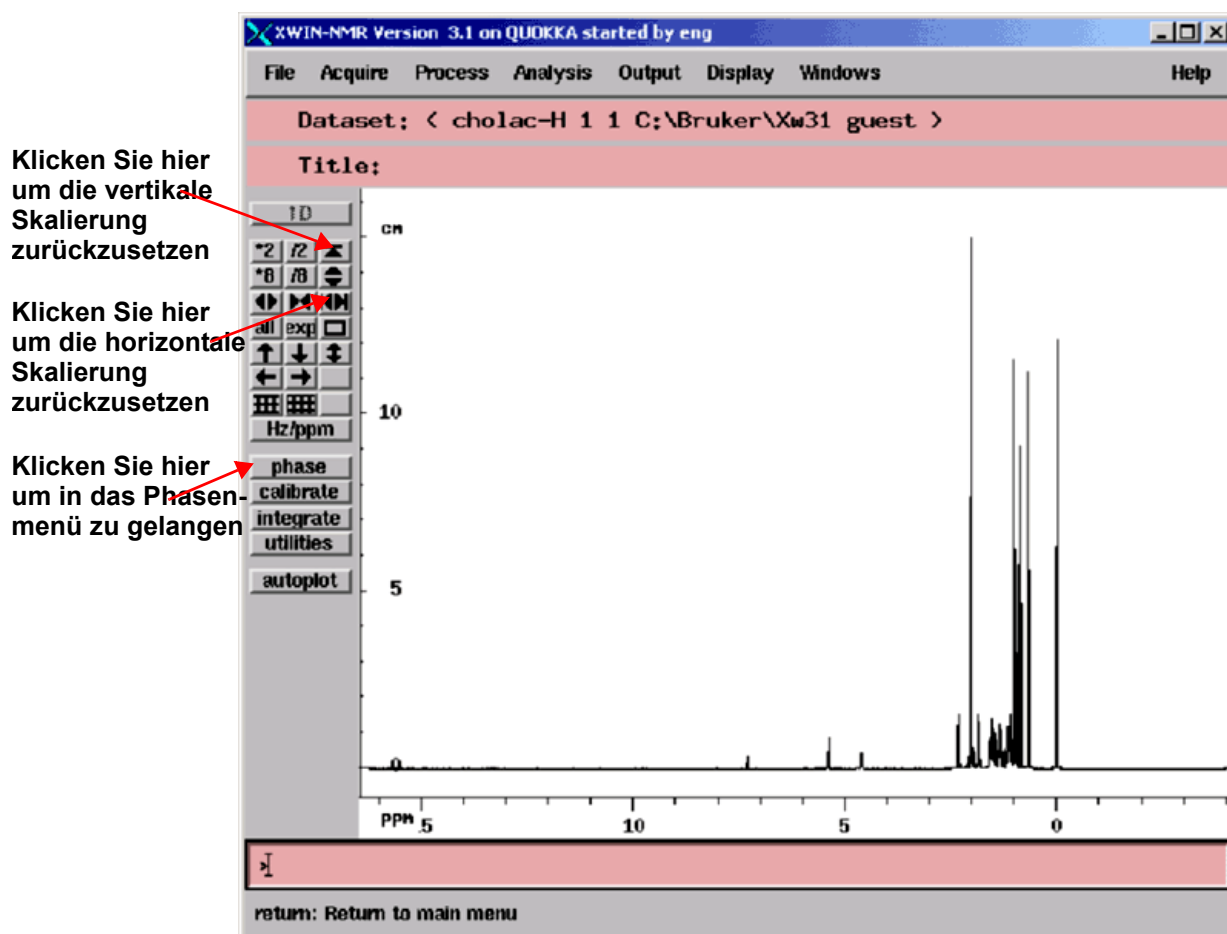 XWIN-NMR Version 3.1 on QUOKKA started by eng
File Acquire Process Analysis Output Display Windows Help
Dataset: < cholac-H 1 1 C:\Bruker\Xw31 guest >
Title:
Klicken Sie hier
um die vertikale
Skalierung
zurückzusetzen
Klicken Sie hier
um die horizontale
Skalierung
zurückzusetzen
Klicken Sie hier
um in das Phasen-
menü zu gelangen
1D
*2 /2
*8 /8
all exp
Hz/ppm
phase
calibrate
integrate
utilities
autoplot
CM
10
5
0
PPM .5 10 5 0
>
return: Return to main menu